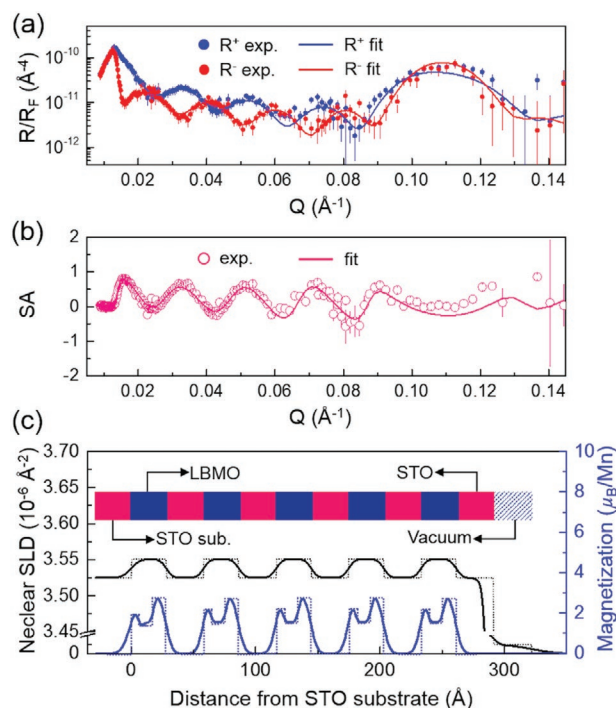 (a)
R⁺ exp.
R⁺ fit
R⁻ exp.
R⁻ fit
10⁻¹⁰
10⁻¹¹
10⁻¹²
R/R_F (Å⁻⁴)
0.02 0.04 0.06 0.08 0.10 0.12 0.14
Q (Å⁻¹)
(b)
exp.
fit
2
1
0
-1
-2
SA
0.02 0.04 0.06 0.08 0.10 0.12 0.14
Q (Å⁻¹)
(c)
3.70
3.65
3.60
3.55
3.50
3.45
0
Neclear SLD (10⁻⁶ Å⁻²)
LBMO
STO
STO sub.
Vacuum
10
8
6
4
2
0
Magnetization (μ_B/Mn)
0 100 200 300
Distance from STO substrate (Å)